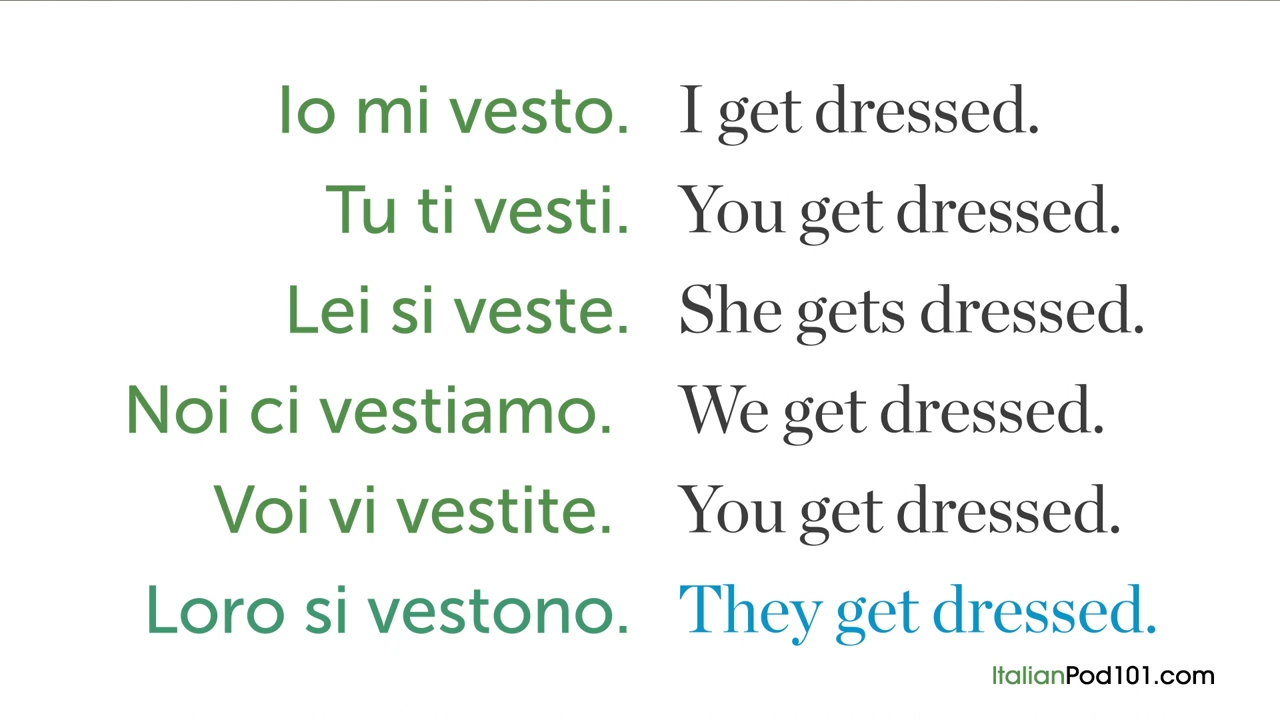 Io mi vesto. I get dressed.
Tu ti vesti. You get dressed.
Lei si veste. She gets dressed.
Noi ci vestiamo. We get dressed.
Voi vi vestite. You get dressed.
Loro si vestono. They get dressed.
ItalianPod101.com